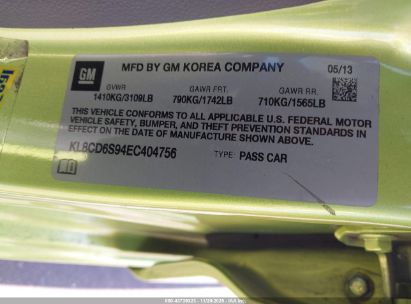 GM
MFD BY GM KOREA COMPANY
05/13
GVWR GAWR FRT. GAWR RR.
1410KG/3109LB 790KG/1742LB 710KG/1565LB
THIS VEHICLE CONFORMS TO ALL APPLICABLE U.S. FEDERAL MOTOR
VEHICLE SAFETY, BUMPER, AND THEFT PREVENTION STANDARDS IN
EFFECT ON THE DATE OF MANUFACTURE SHOWN ABOVE.
KL8CD6S94EC404756 TYPE: PASS CAR